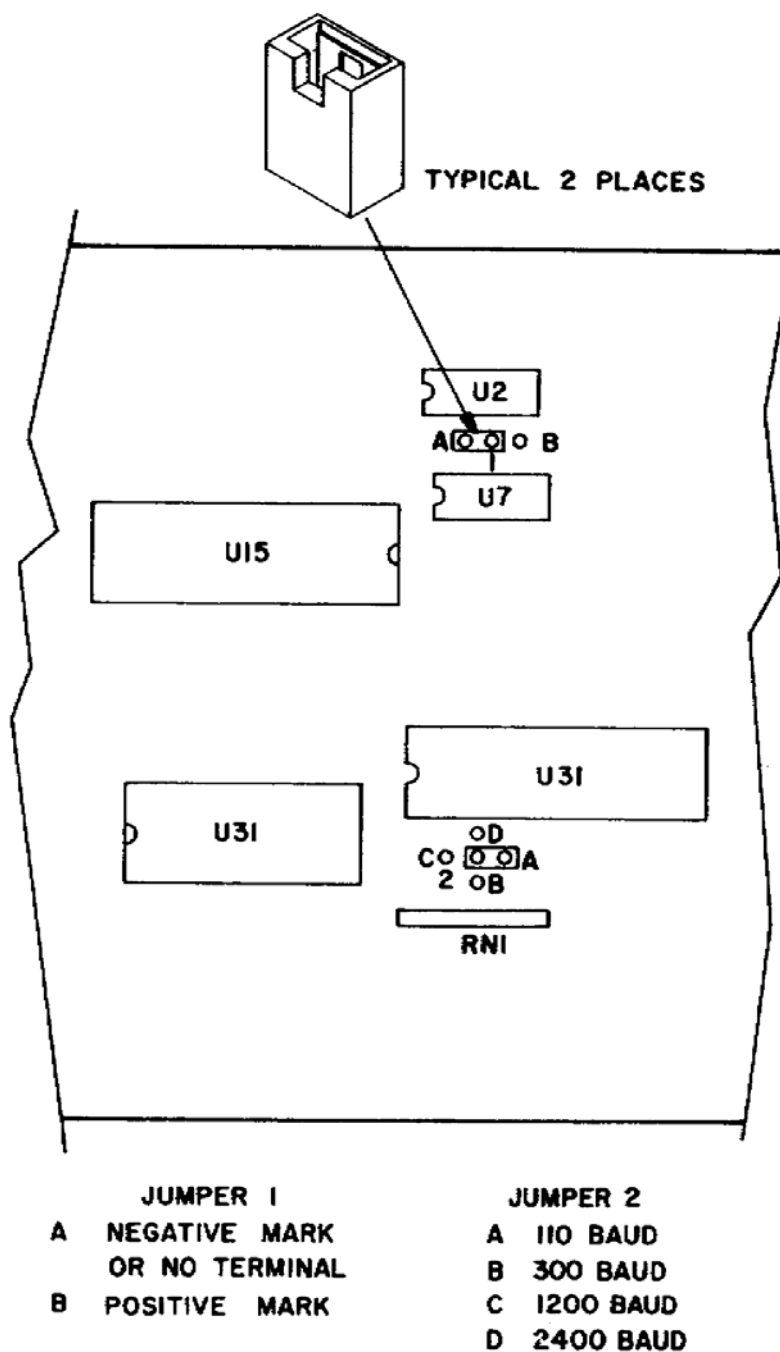 TYPICAL 2 PLACES
U2
A B
1
U7
U15
U31
U31
D
C A
2 B
RN1
JUMPER 1
A NEGATIVE MARK
OR NO TERMINAL
B POSITIVE MARK
JUMPER 2
A 110 BAUD
B 300 BAUD
C 1200 BAUD
D 2400 BAUD